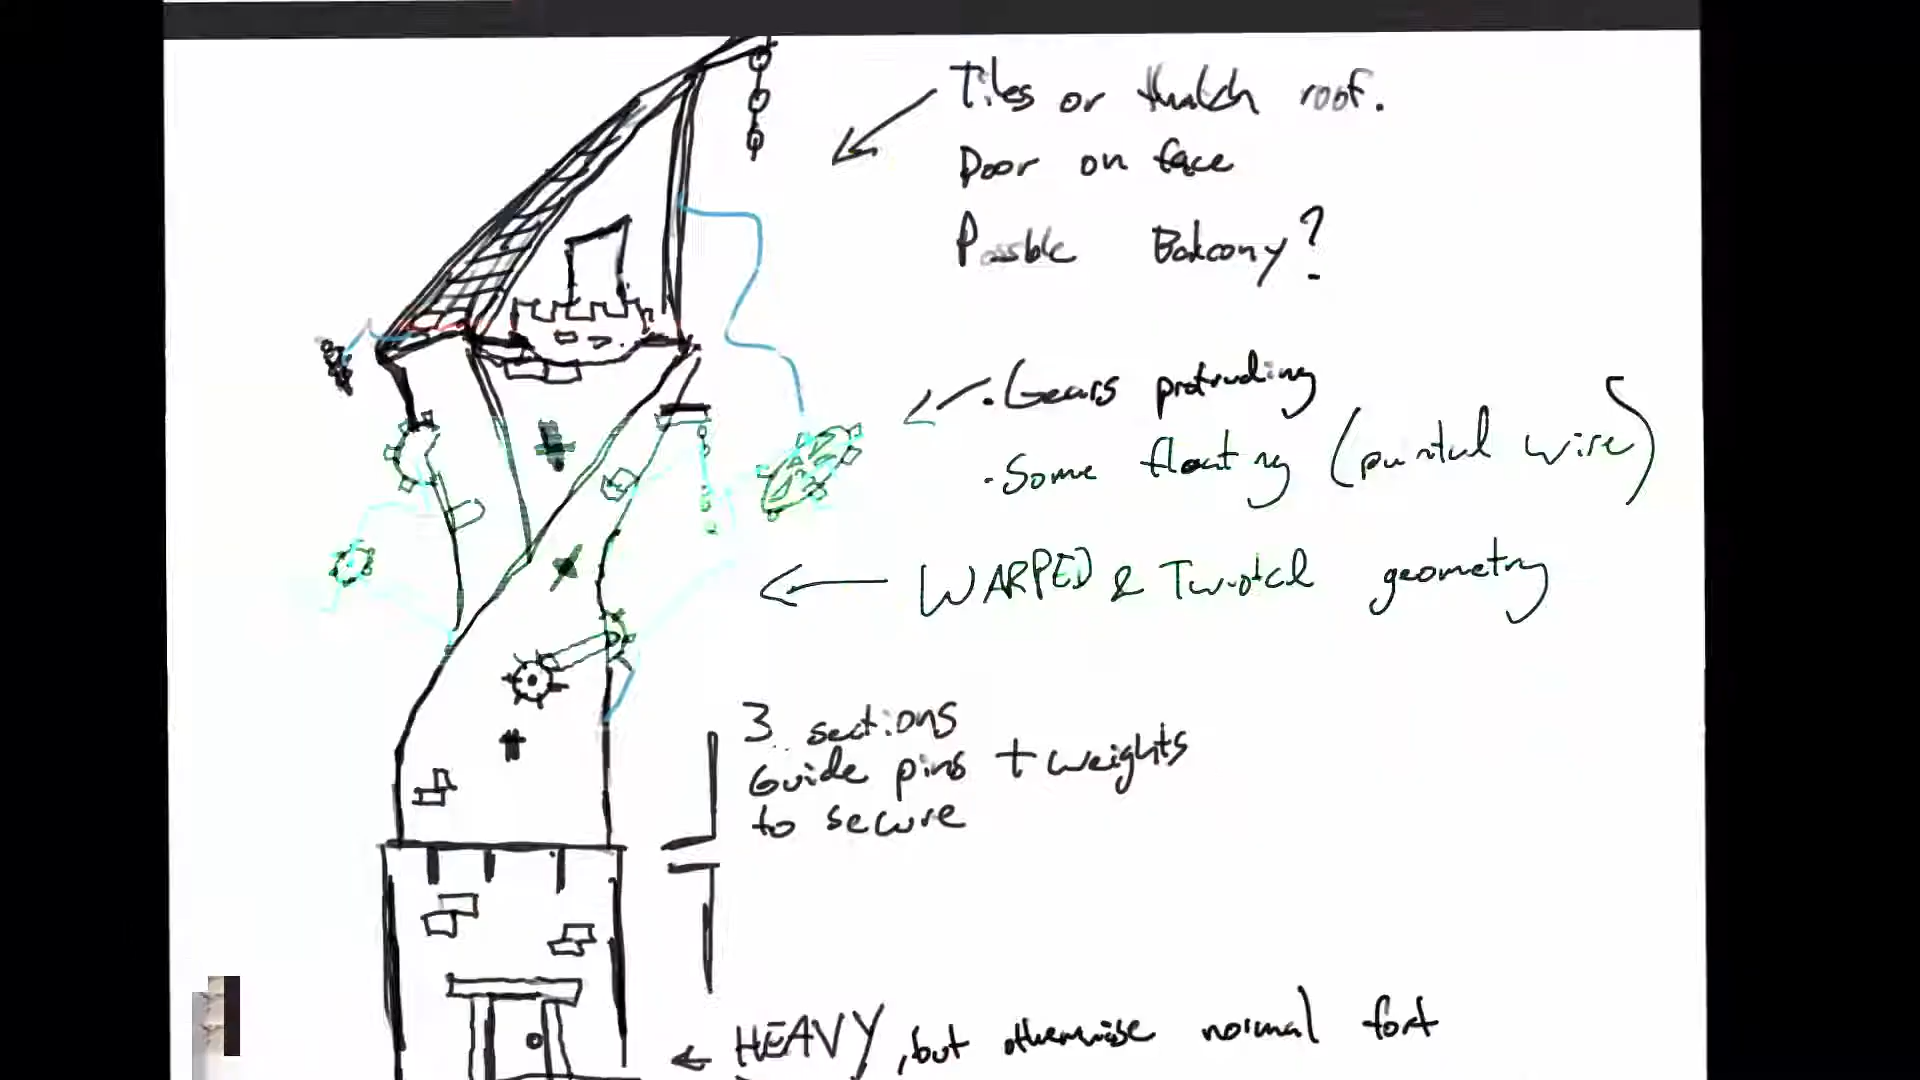 Tiles or thatch roof.
Door on face
Possble Balcony?
. Gears protruding
. Some floating (painted wire)
WARPED & Twisted geometry
3 sections
Guide pins + weights
to secure
HEAVY, but otherwise normal fort